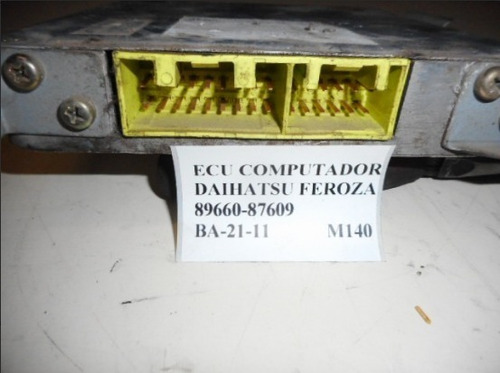 ECU COMPUTADOR
DAIHATSU FEROZA
89660-87609
BA-21-11 M140